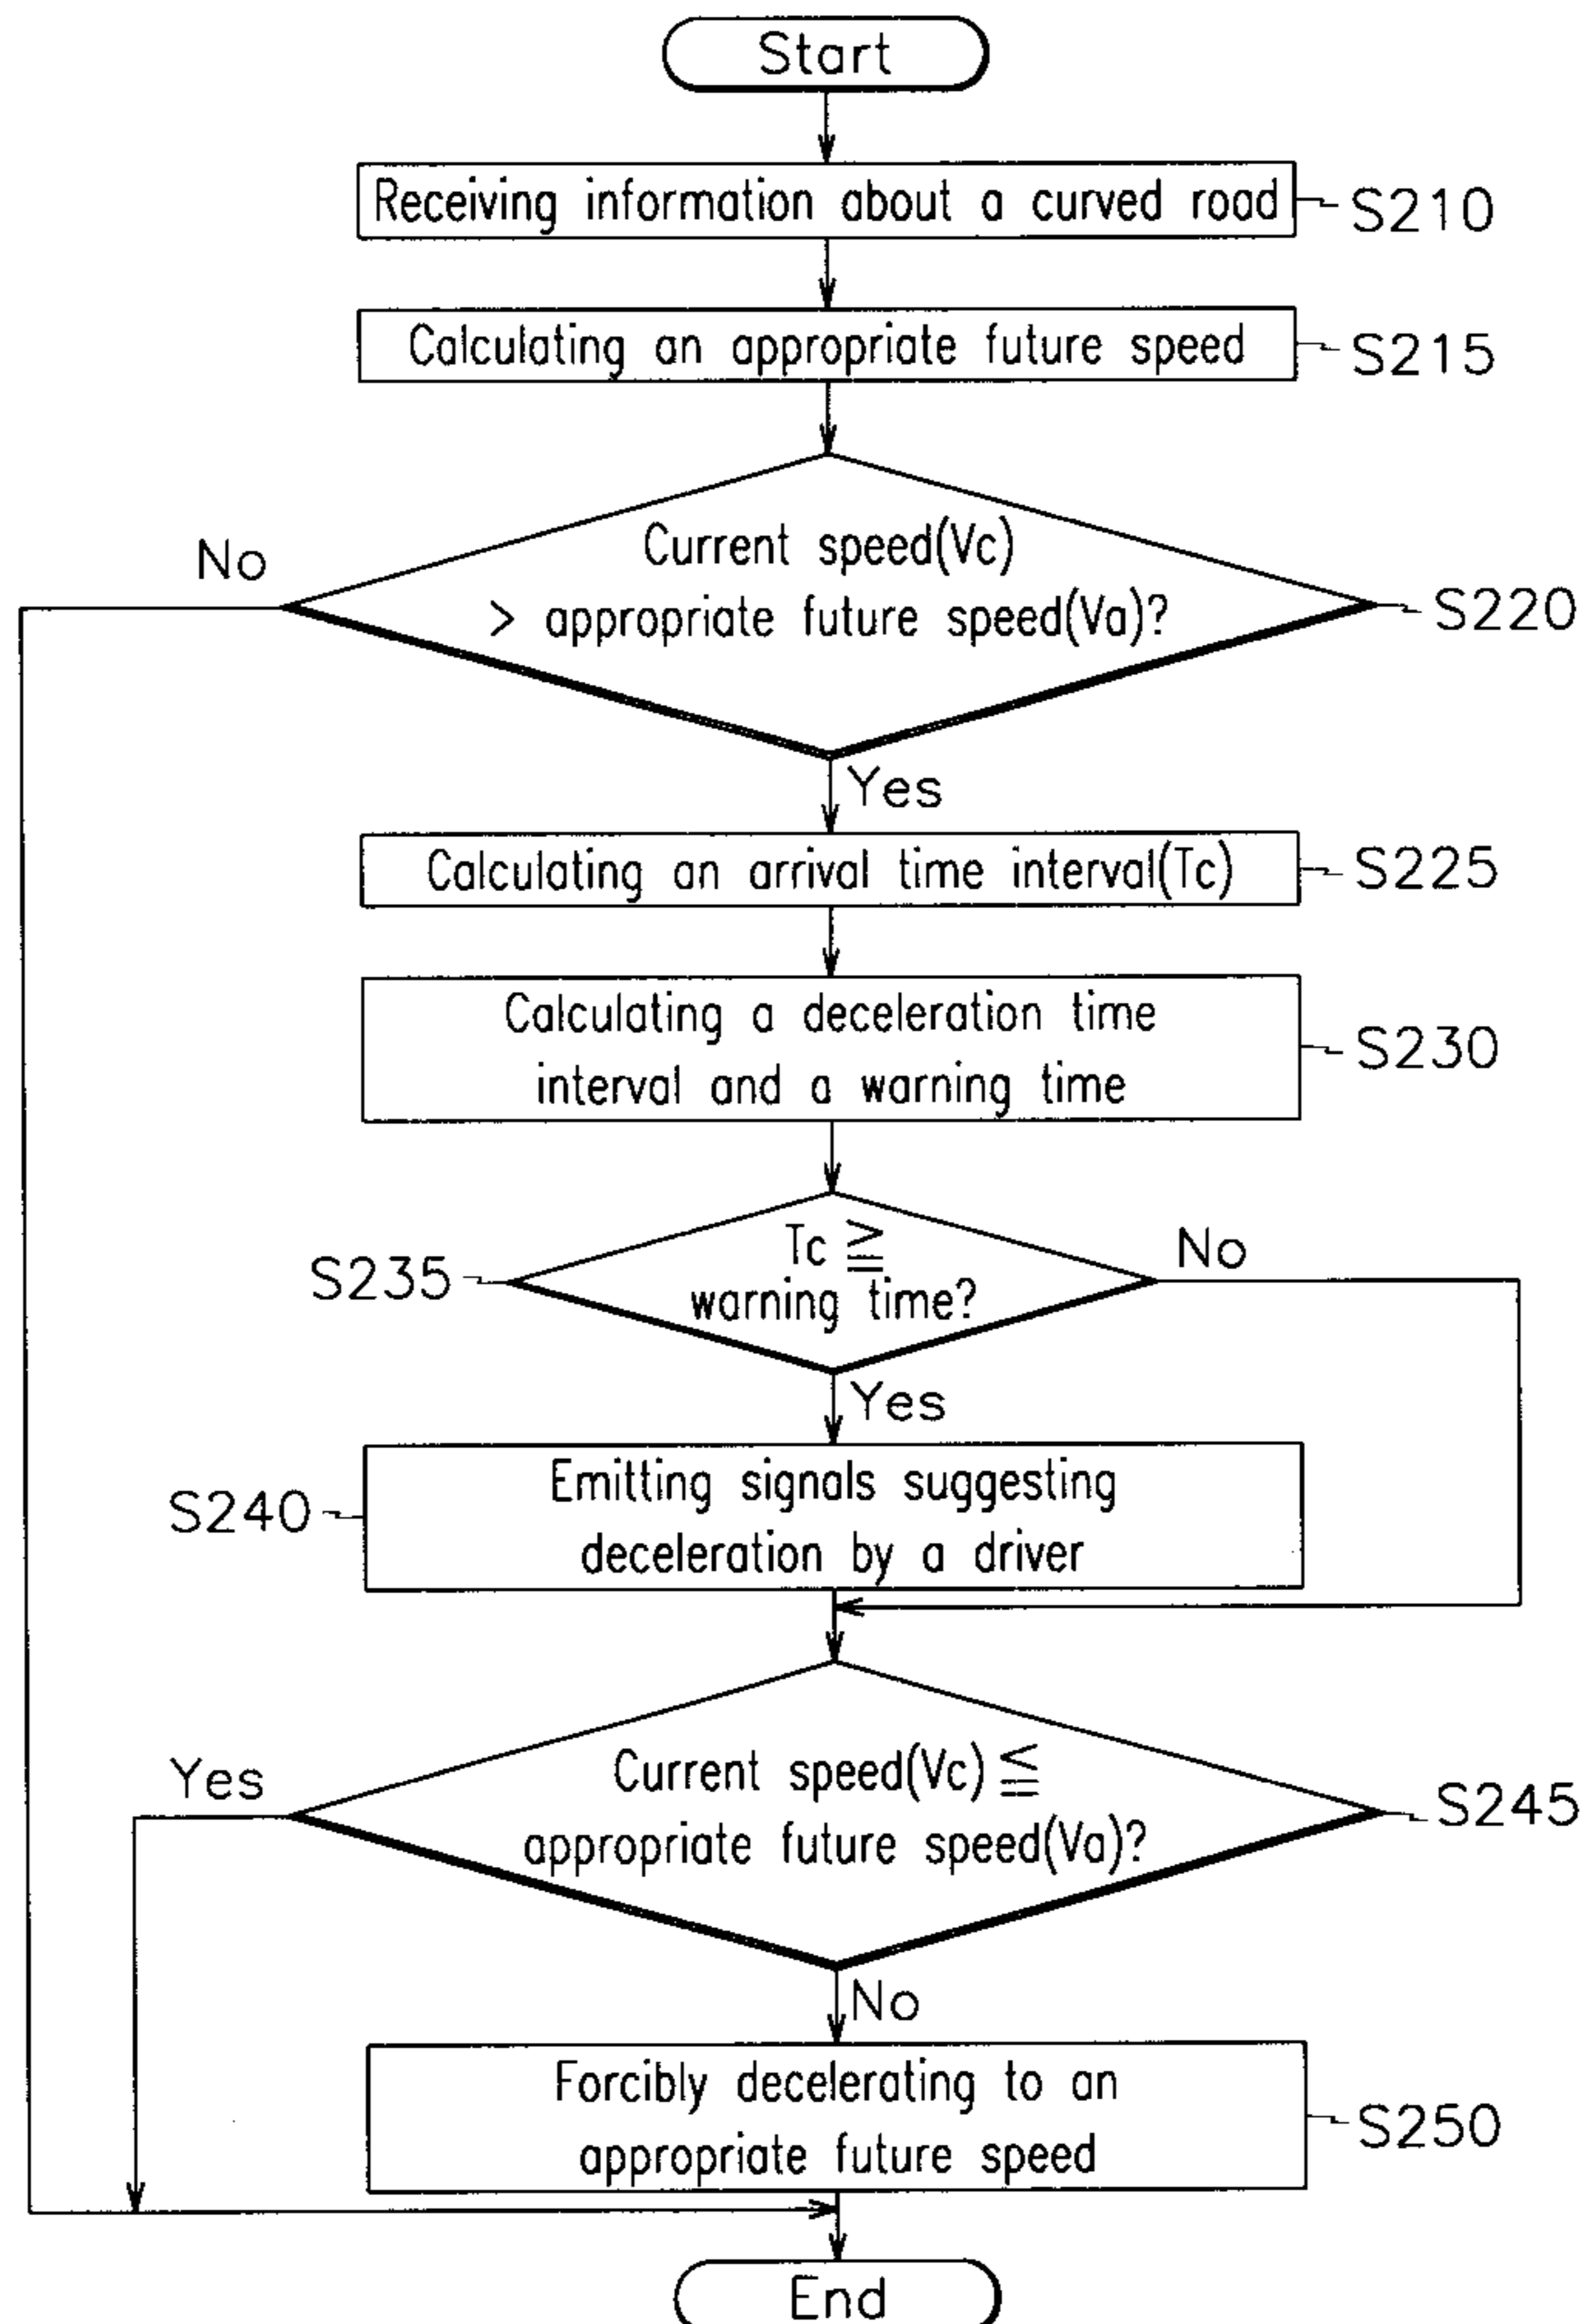 Start
Receiving information about a curved road
S210
Calculating an appropriate future speed
S215
No
Current speed(Vc)
> appropriate future speed(Va)?
S220
Yes
Calculating an arrival time interval(Tc)
S225
Calculating a deceleration time
interval and a warning time
S230
S235
Tc ≧
warning time?
No
Yes
S240
Emitting signals suggesting
deceleration by a driver
Yes
Current speed(Vc) ≦
appropriate future speed(Va)?
S245
No
Forcibly decelerating to an
appropriate future speed
S250
End